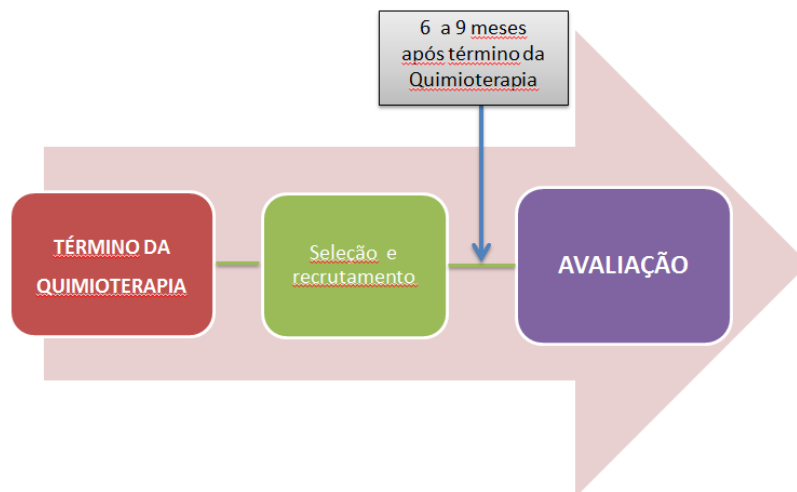 6 a 9 meses
após término da
Quimioterapia
TÉRMINO DA
QUIMIOTERAPIA
Seleção e
recrutamento
AVALIAÇÃO